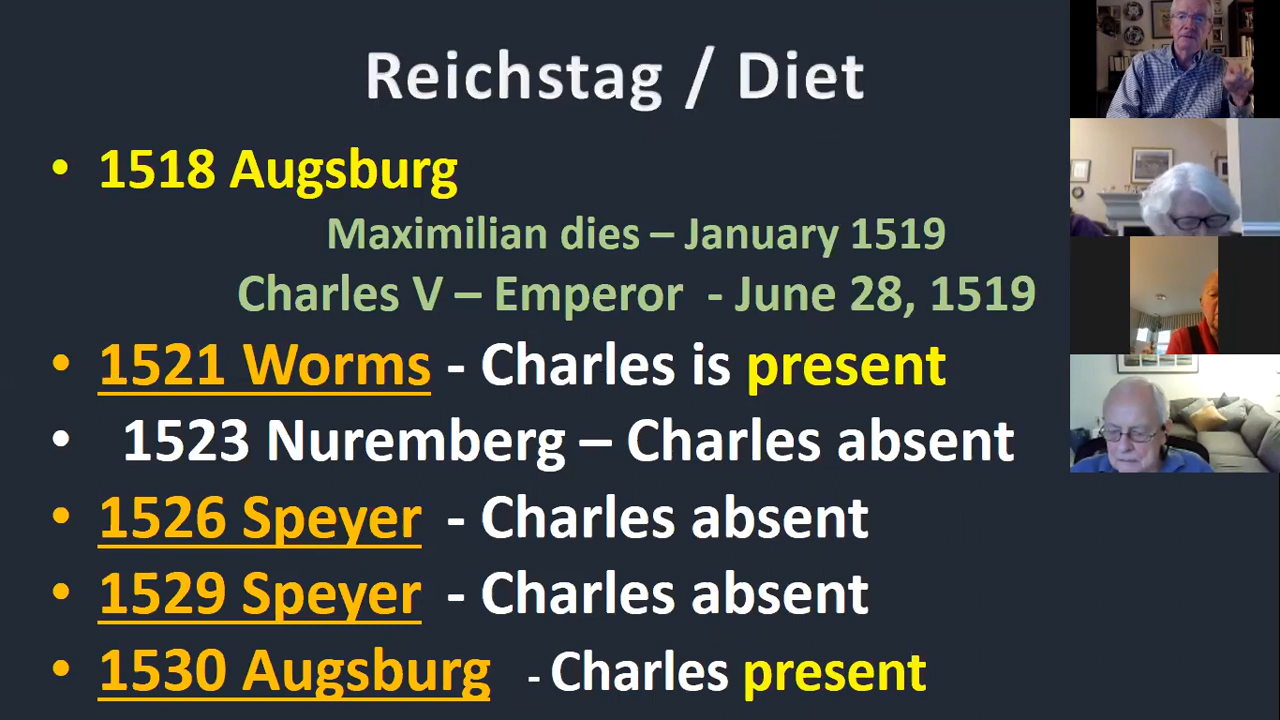 Reichstag / Diet
• 1518 Augsburg
Maximilian dies – January 1519
Charles V – Emperor - June 28, 1519
• 1521 Worms - Charles is present
• 1523 Nuremberg – Charles absent
• 1526 Speyer - Charles absent
• 1529 Speyer - Charles absent
• 1530 Augsburg - Charles present